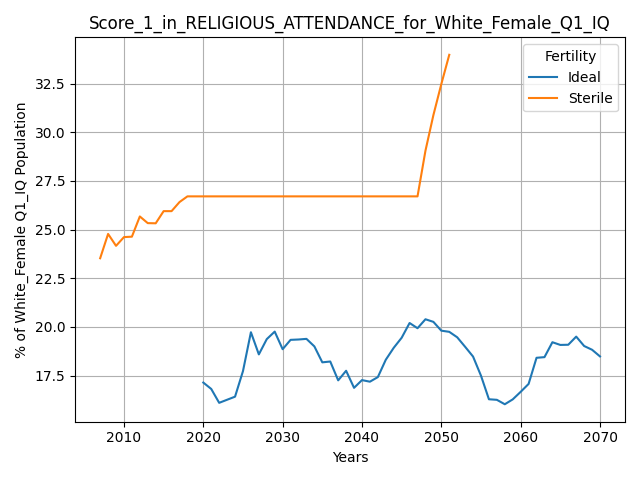 Score_1_in_RELIGIOUS_ATTENDANCE_for_White_Female_Q1_IQ
Fertility
Ideal
Sterile
% of White_Female Q1_IQ Population
32.5
30.0
27.5
25.0
22.5
20.0
17.5
2010 2020 2030 2040 2050 2060 2070
Years